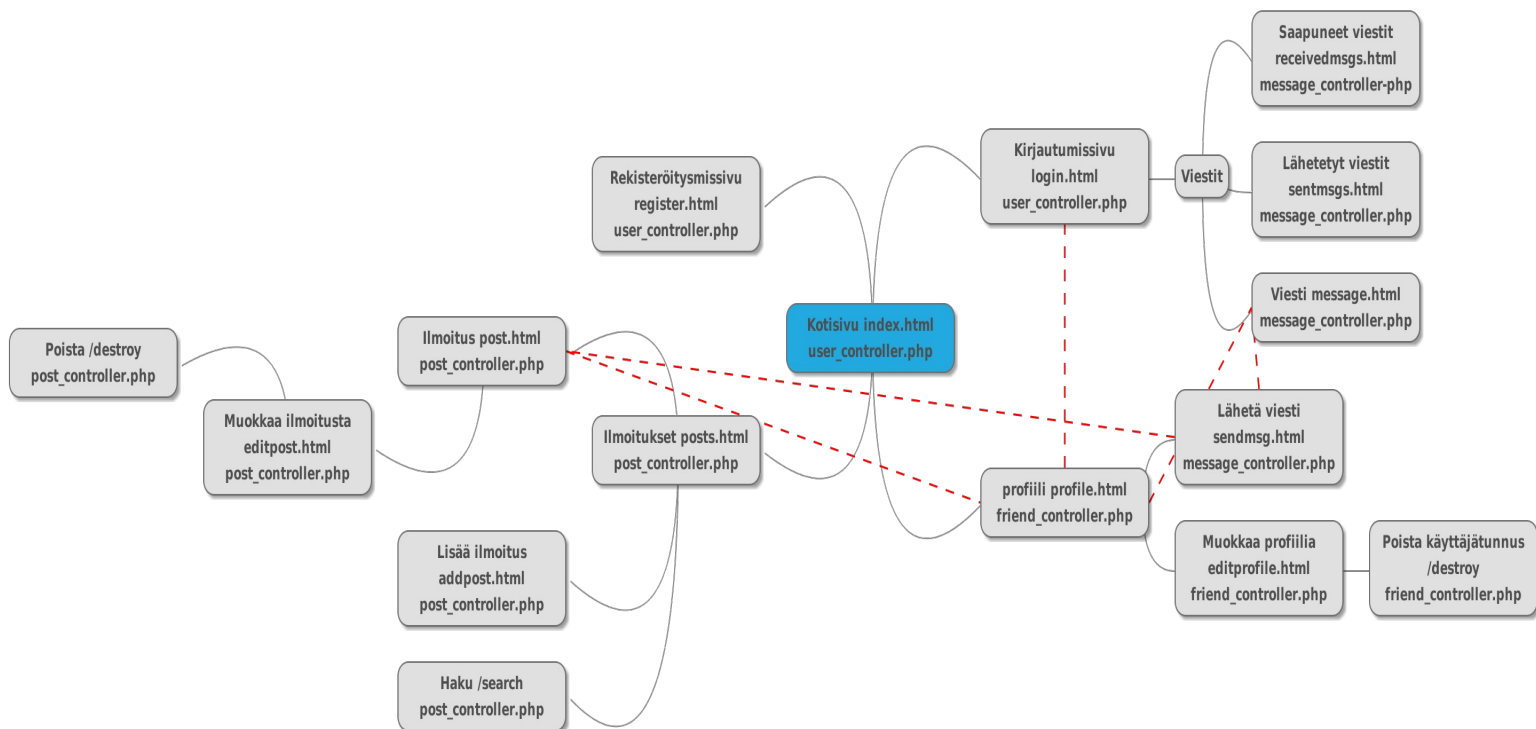 Saapuneet viestit
receivedmsgs.html
message_controller-php
Kirjautumissivu
login.html
user_controller.php
Viestit
Lähetetyt viestit
sentmsgs.html
message_controller.php
Rekisteröitysmissivu
register.html
user_controller.php
Viesti message.html
message_controller.php
Kotisivu index.html
user_controller.php
Ilmoitus post.html
post_controller.php
Poista /destroy
post_controller.php
Muokkaa ilmoitusta
editpost.html
post_controller.php
Ilmoitukset posts.html
post_controller.php
Lähetä viesti
sendmsg.html
message_controller.php
profiili profile.html
friend_controller.php
Lisää ilmoitus
addpost.html
post_controller.php
Muokkaa profiilia
editprofile.html
friend_controller.php
Poista käyttäjätunnus
/destroy
friend_controller.php
Haku /search
post_controller.php